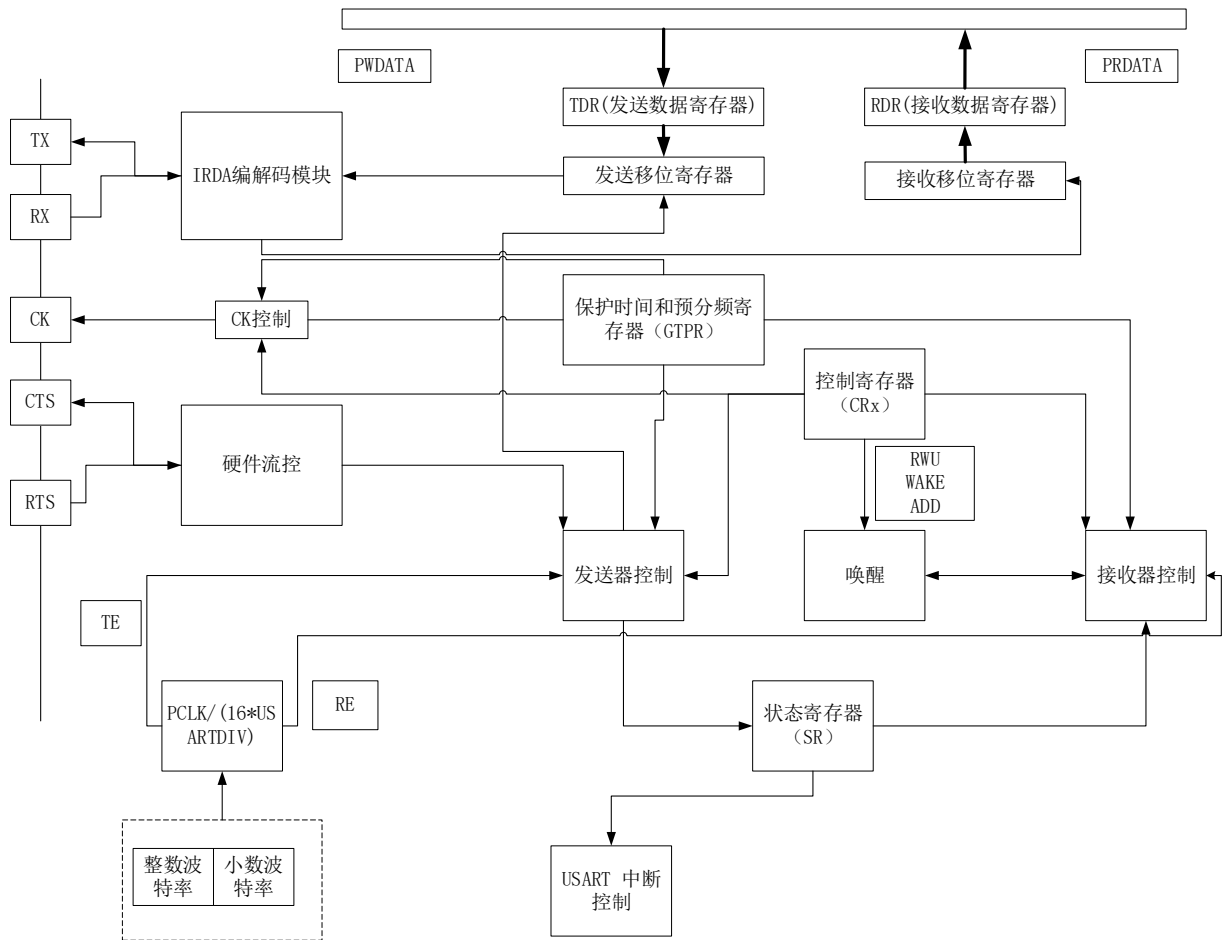 PWDATA
PRDATA
TDR(发送数据寄存器)
RDR(接收数据寄存器)
TX
IRDA编解码模块
发送移位寄存器
接收移位寄存器
RX
CK
CK控制
保护时间和预分频寄
存器（GTPR）
控制寄存器
（CRx）
CTS
硬件流控
RWU
WAKE
ADD
RTS
发送器控制
唤醒
接收器控制
TE
RE
PCLK/(16*US
ARTDIV)
状态寄存器
（SR）
整数波
特率
小数波
特率
USART 中断
控制